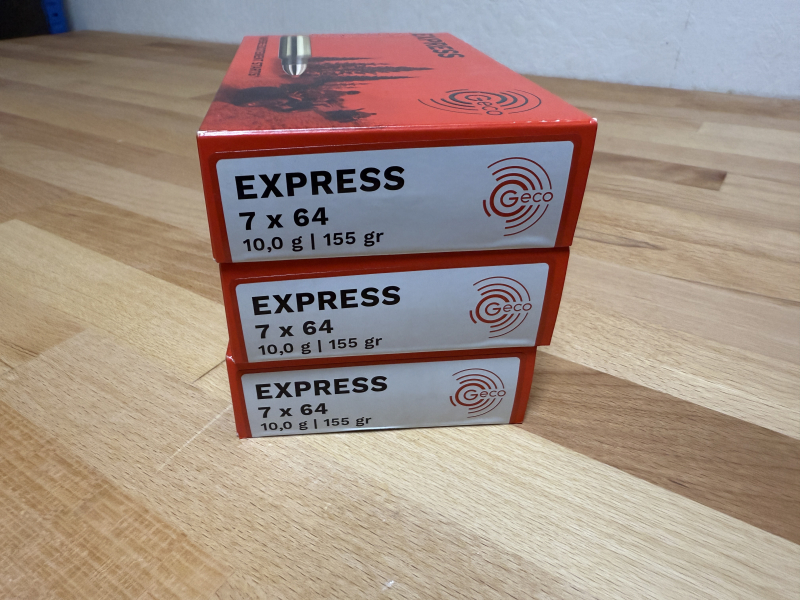 EXPRESS
Geco
EXPRESS
7 x 64
10,0 g | 155 gr
Geco
EXPRESS
7 x 64
10,0 g | 155 gr
Geco
EXPRESS
7 x 64
10,0 g | 155 gr
Geco